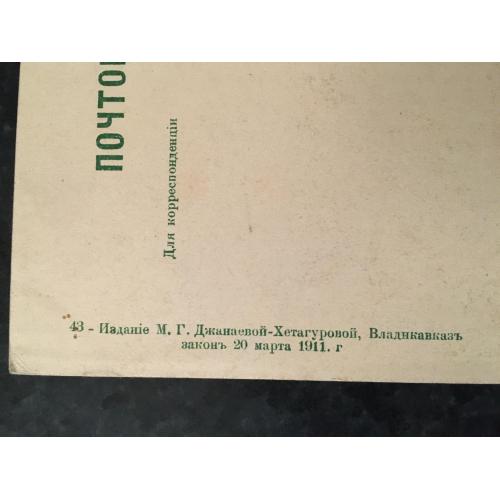 ПОЧТО
Для корреспонденціи
43 - Изданіе М. Г. Джанаевой-Хетагуровой, Владикавказъ
законъ 20 марта 1911. г